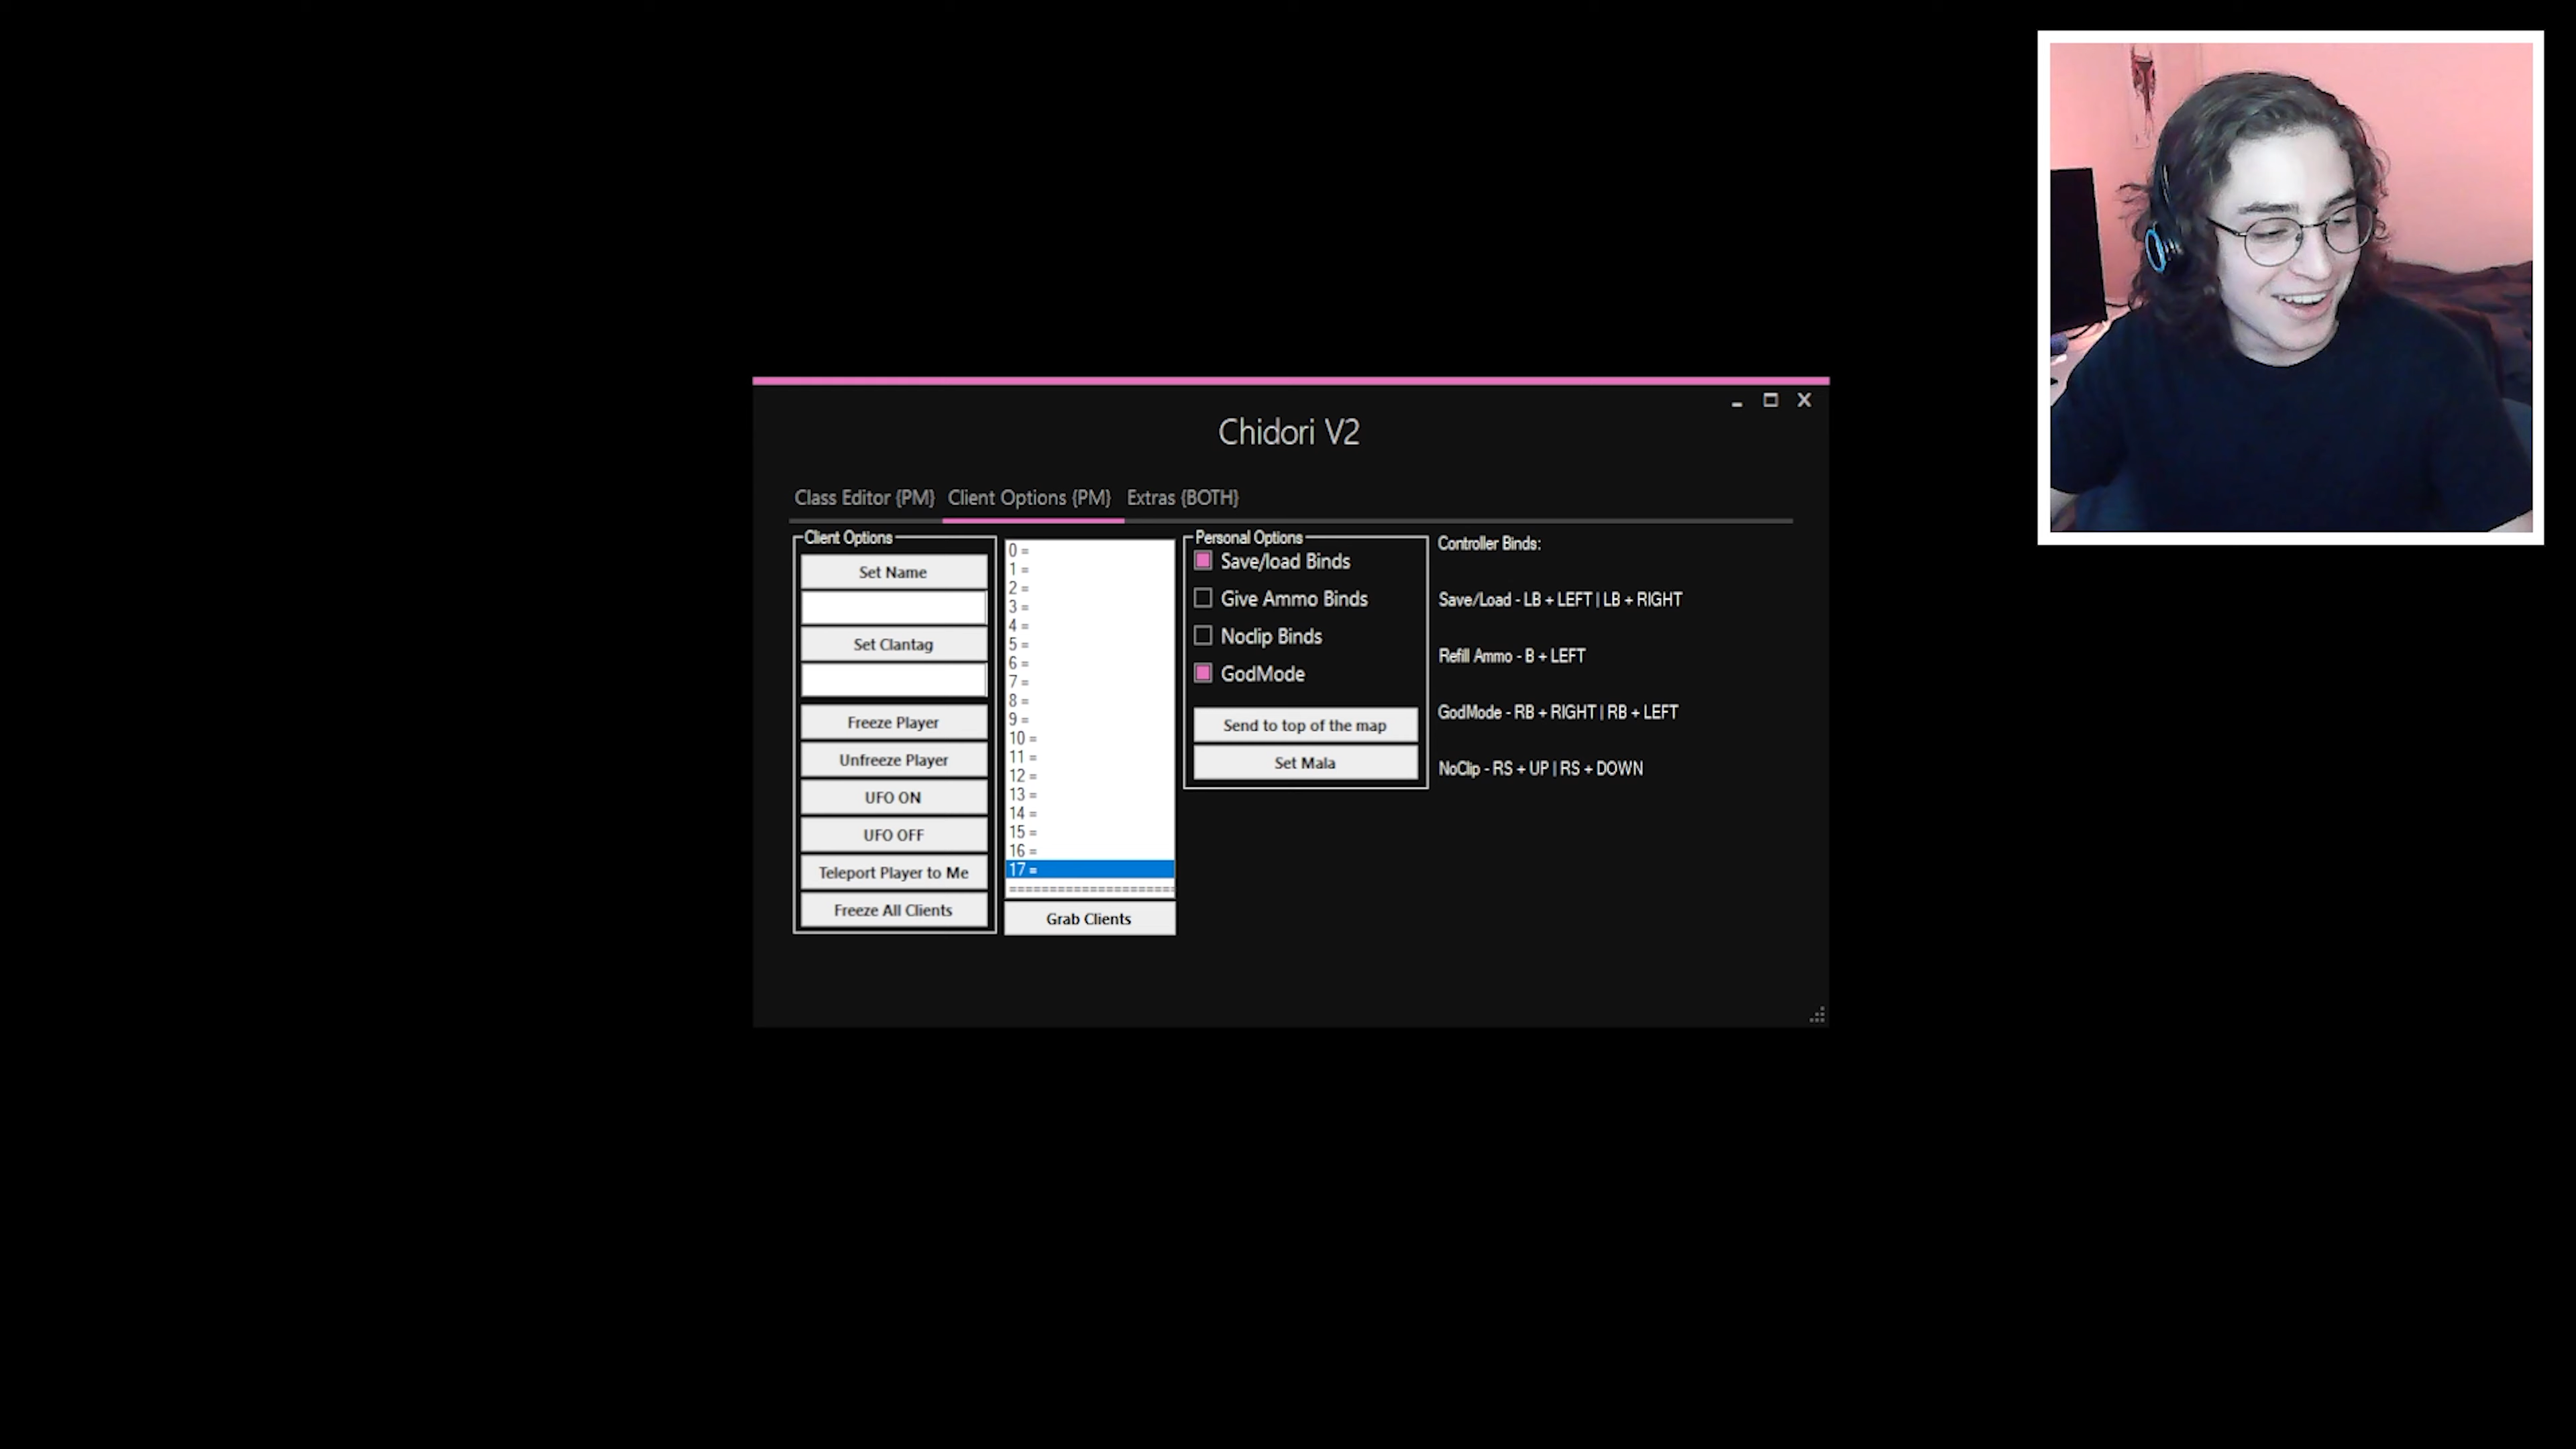 Chidori V2
Class Editor {PM} Client Options {PM} Extras {BOTH}
Client Options
Set Name
Set Clantag
Freeze Player
Unfreeze Player
UFO ON
UFO OFF
Teleport Player to Me
Freeze All Clients
0 =
1 =
2 =
3 =
4 =
5 =
6 =
7 =
8 =
9 =
10 =
11 =
12 =
13 =
14 =
15 =
16 =
17 =
======================
Grab Clients
Personal Options
Save/load Binds
Give Ammo Binds
Noclip Binds
GodMode
Send to top of the map
Set Mala
Controller Binds:
Save/Load - LB + LEFT | LB + RIGHT
Refill Ammo - B + LEFT
GodMode - RB + RIGHT | RB + LEFT
NoClip - RS + UP | RS + DOWN